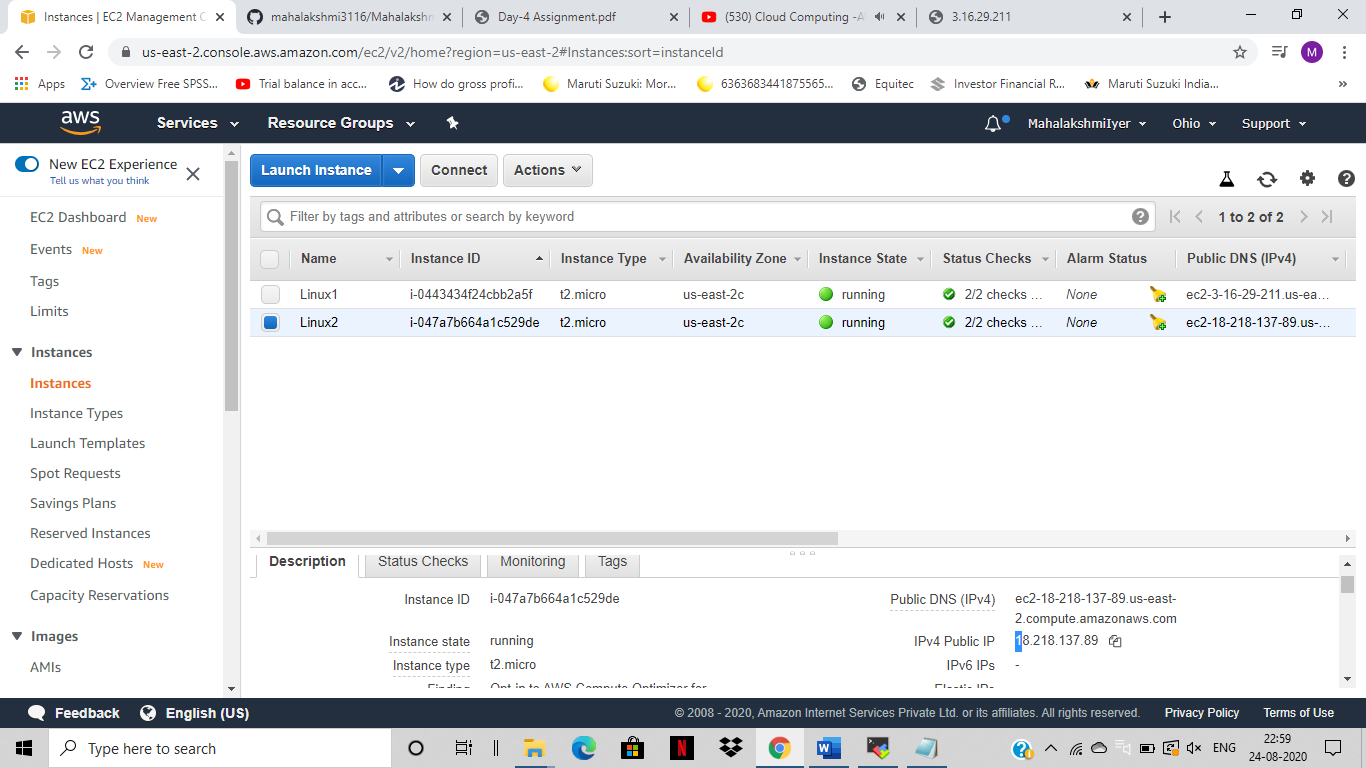 Instances | EC2 Management C
mahalakshmi3116/Mahalakshm
Day-4 Assignment.pdf
(530) Cloud Computing -A
3.16.29.211
us-east-2.console.aws.amazon.com/ec2/v2/home?region=us-east-2#Instances:sort=instanceId
M
Apps
Overview Free SPSS...
Trial balance in acc...
How do gross profi...
Maruti Suzuki: Mor...
6363683441875565...
Equitec
Investor Financial R...
Maruti Suzuki India...
»
aws
Services
Resource Groups
MahalakshmiIyer
Ohio
Support
New EC2 Experience
Tell us what you think
EC2 Dashboard New
Events New
Tags
Limits
Instances
Instances
Instance Types
Launch Templates
Spot Requests
Savings Plans
Reserved Instances
Dedicated Hosts New
Capacity Reservations
Images
AMIs
Launch Instance
Connect
Actions
Filter by tags and attributes or search by keyword
1 to 2 of 2
Name Instance ID Instance Type Availability Zone Instance State Status Checks Alarm Status Public DNS (IPv4)
Linux1 i-0443434f24cbb2a5f t2.micro us-east-2c running 2/2 checks ... None ec2-3-16-29-211.us-ea...
Linux2 i-047a7b664a1c529de t2.micro us-east-2c running 2/2 checks ... None ec2-18-218-137-89.us-...
Description Status Checks Monitoring Tags
Instance ID i-047a7b664a1c529de
Public DNS (IPv4) ec2-18-218-137-89.us-east-
2.compute.amazonaws.com
Instance state running
IPv4 Public IP 18.218.137.89
Instance type t2.micro
IPv6 IPs -
Finding Opt-in to AWS Compute Optimizer for
Elastic IPs
Feedback
English (US)
© 2008 - 2020, Amazon Internet Services Private Ltd. or its affiliates. All rights reserved.
Privacy Policy
Terms of Use
Type here to search
ENG
22:59
24-08-2020